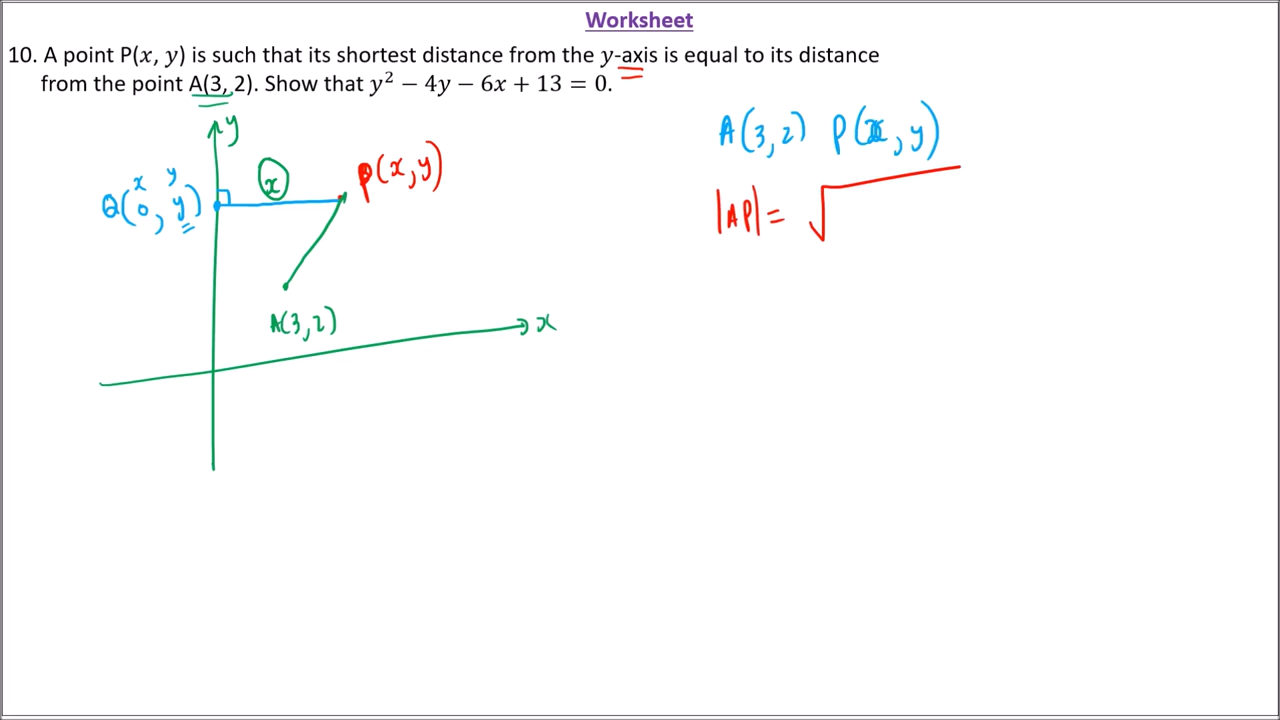 Worksheet
10. A point P(x, y) is such that its shortest distance from the y-axis is equal to its distance
from the point A(3, 2). Show that y² − 4y − 6x + 13 = 0.
A(3,2) P(x,y)
|AP| = √
y
x y
Q(0, y)
x
P(x,y)
A(3,2)
x